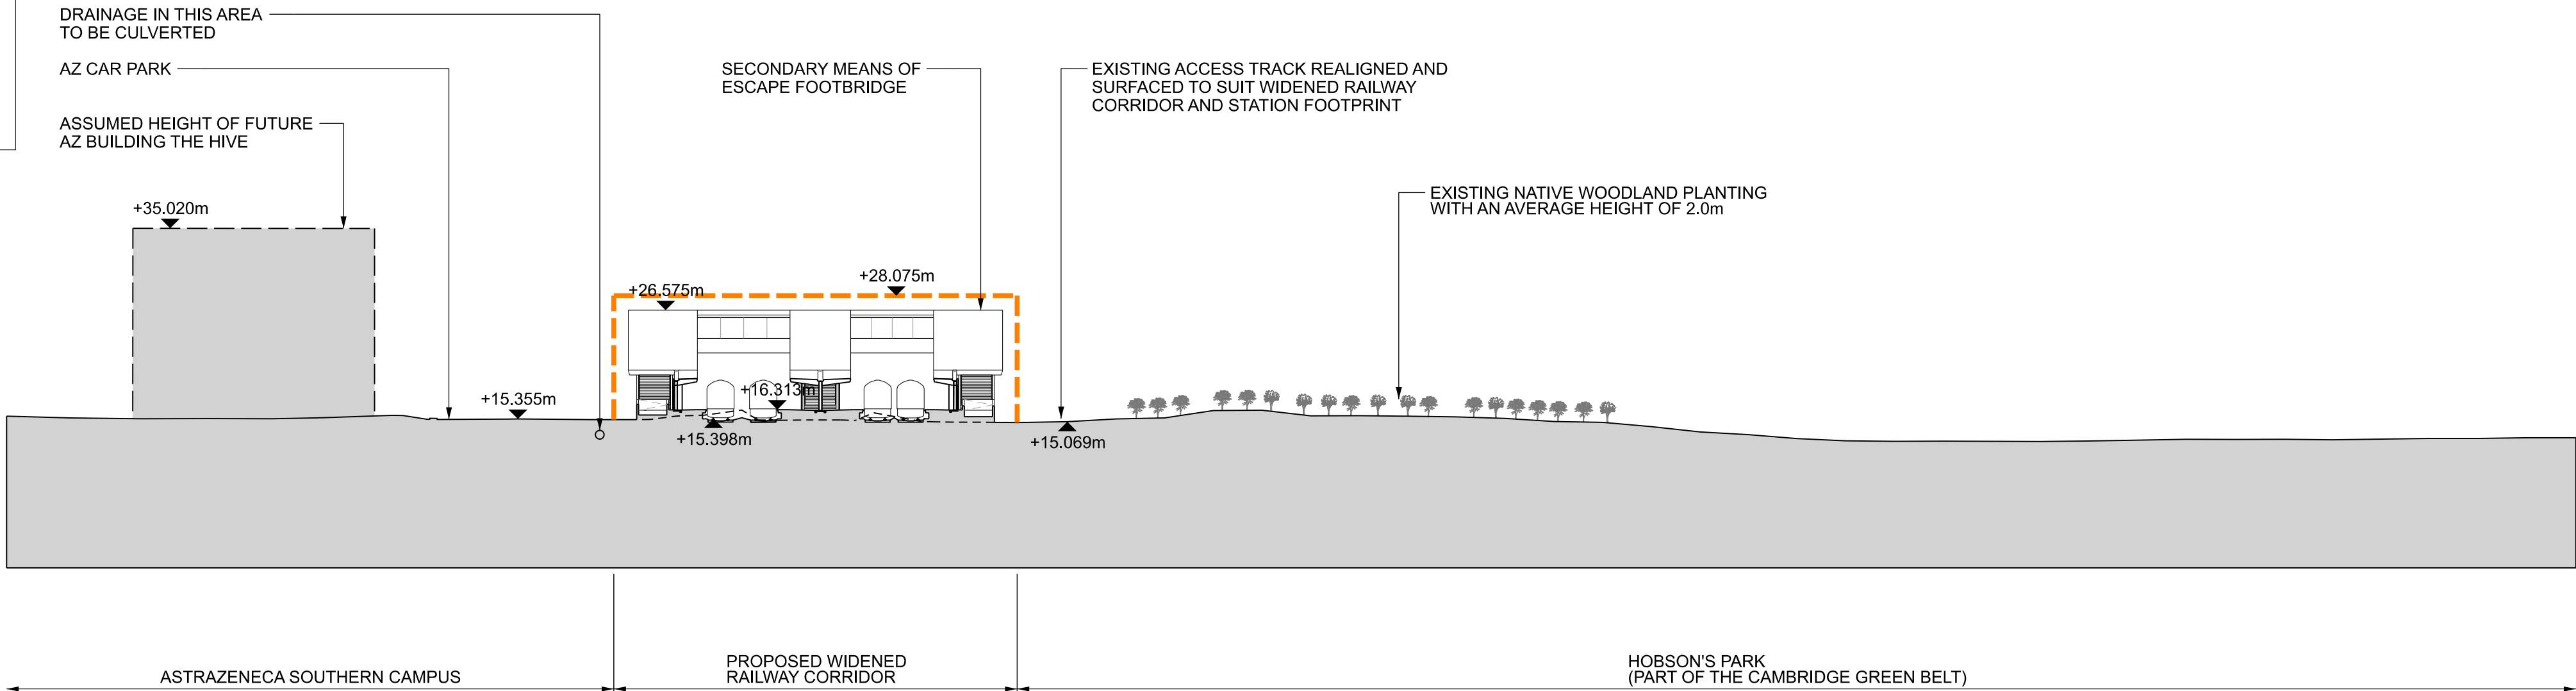 DRAINAGE IN THIS AREA
TO BE CULVERTED
AZ CAR PARK
SECONDARY MEANS OF
ESCAPE FOOTBRIDGE
EXISTING ACCESS TRACK REALIGNED AND
SURFACED TO SUIT WIDENED RAILWAY
CORRIDOR AND STATION FOOTPRINT
ASSUMED HEIGHT OF FUTURE
AZ BUILDING THE HIVE
EXISTING NATIVE WOODLAND PLANTING
WITH AN AVERAGE HEIGHT OF 2.0m
+35.020m
+28.075m
+26.575m
+16.313m
+15.355m
+15.398m
+15.069m
ASTRAZENECA SOUTHERN CAMPUS
PROPOSED WIDENED
RAILWAY CORRIDOR
HOBSON'S PARK
(PART OF THE CAMBRIDGE GREEN BELT)